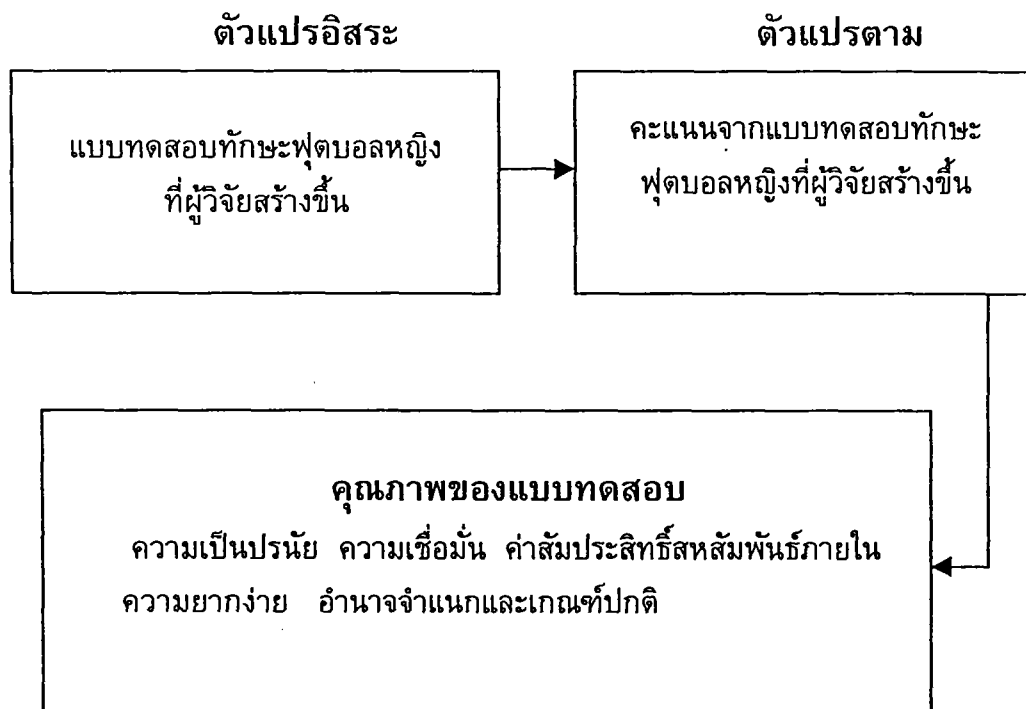 ตัวแปรอิสระ
ตัวแปรตาม
แบบทดสอบทักษะฟุตบอลหญิง
ที่ผู้วิจัยสร้างขึ้น
คะแนนจากแบบทดสอบทักษะ
ฟุตบอลหญิงที่ผู้วิจัยสร้างขึ้น
คุณภาพของแบบทดสอบ
ความเป็นปรนัย ความเชื่อมั่น ค่าสัมประสิทธิ์สหสัมพันธ์ภายใน
ความยากง่าย อำนาจจำแนกและเกณฑ์ปกติ